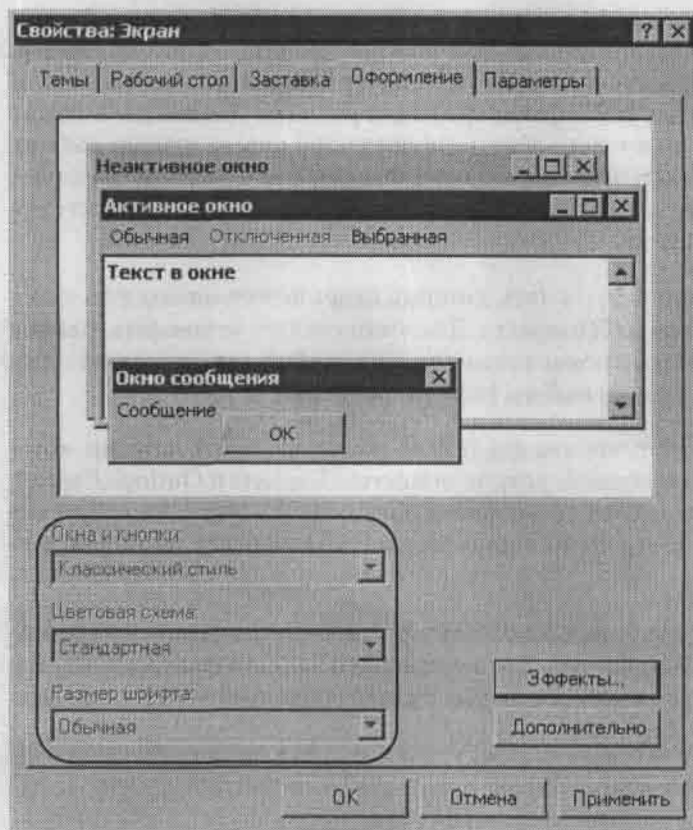 Свойства: Экран
Темы Рабочий стол Заставка Оформление Параметры
Неактивное окно
Активное окно
Обычная Отключенная Выбранная
Текст в окне
Окно сообщения
Сообщение
OK
Окна и кнопки:
Классический стиль
Цветовая схема:
Стандартная
Размер шрифта:
Обычная
Эффекты...
Дополнительно
OK Отмена Применить